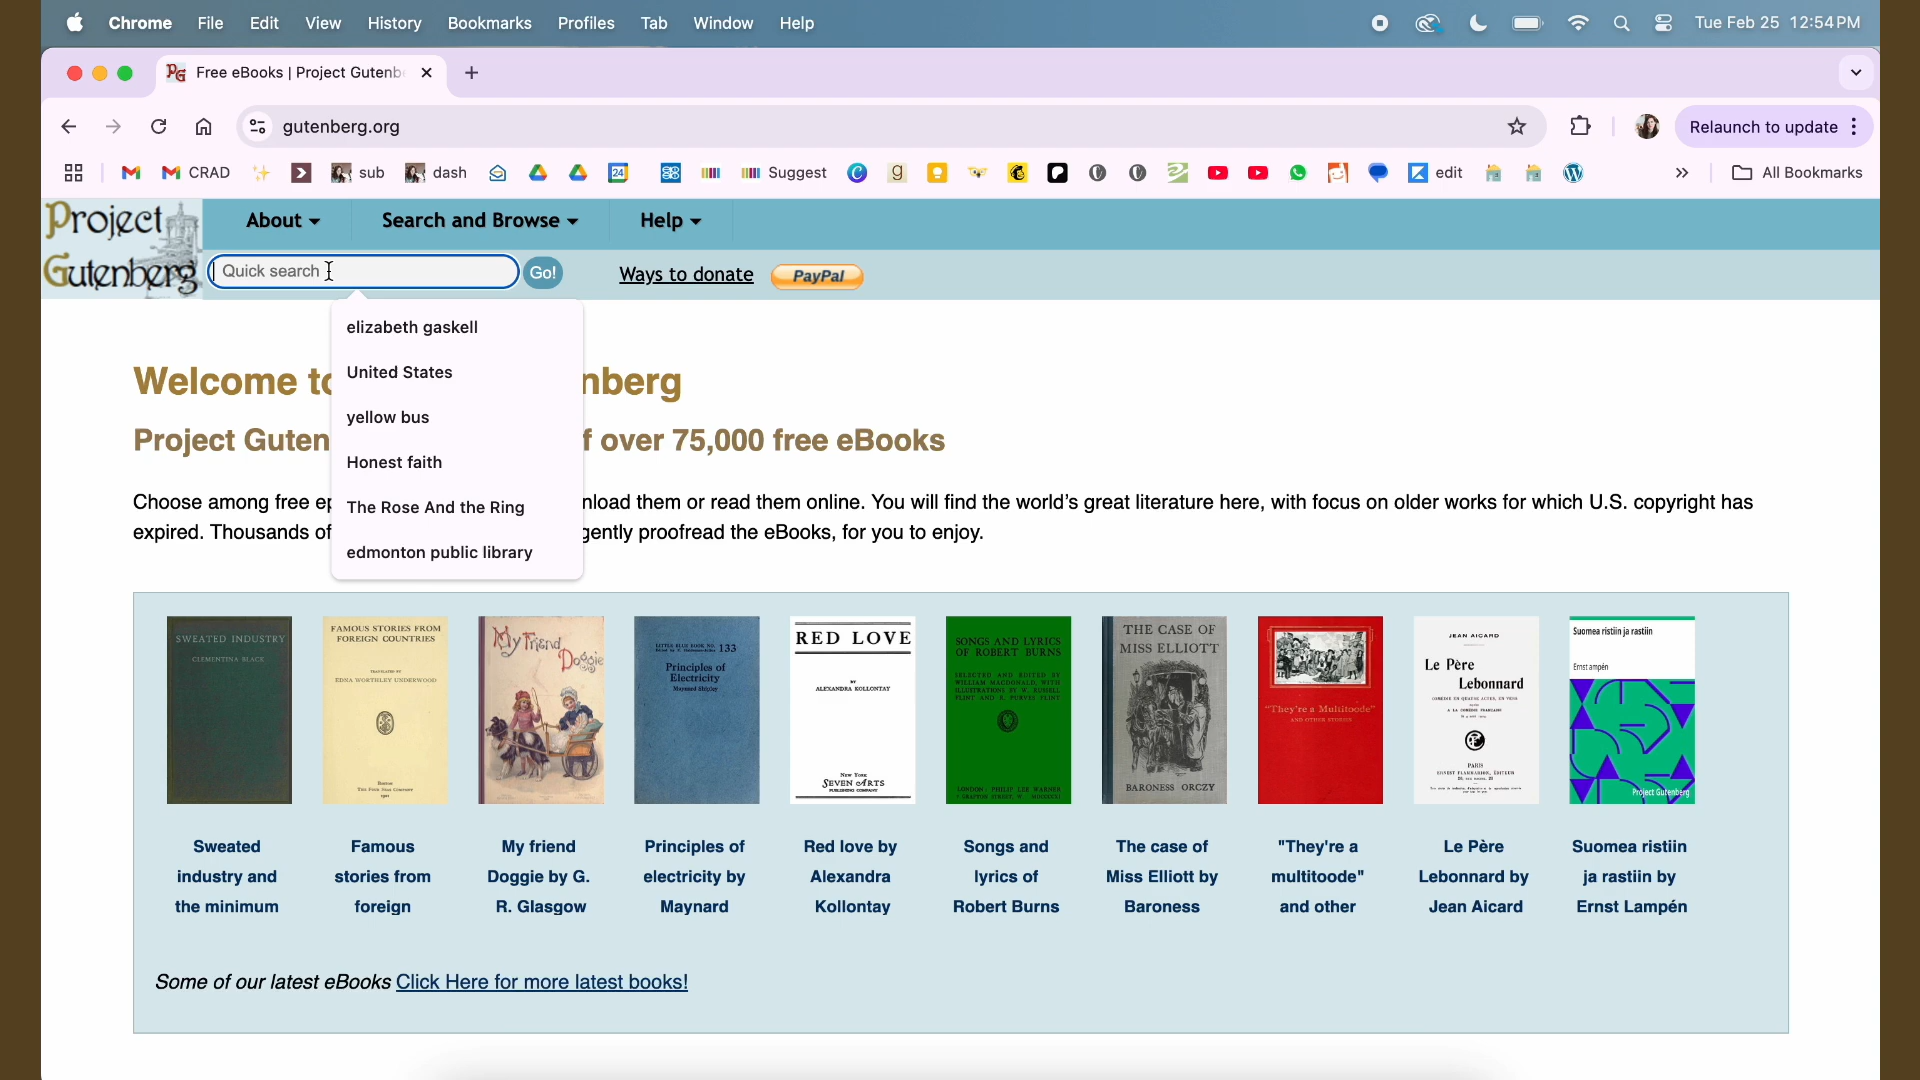 Chrome File Edit View History Bookmarks Profiles Tab Window Help Tue Feb 25 12:54 PM
Free eBooks | Project Gutenb
gutenberg.org Relaunch to update
CRAD sub dash 24 Suggest edit » All Bookmarks
Project Gutenberg
About Search and Browse Help
Quick search Go! Ways to donate PayPal
elizabeth gaskell
United States
yellow bus
Honest faith
The Rose And the Ring
edmonton public library
Welcome to nberg
Project Guten f over 75,000 free eBooks
Choose among free ep nload them or read them online. You will find the world's great literature here, with focus on older works for which U.S. copyright has
expired. Thousands of gently proofread the eBooks, for you to enjoy.
SWEATED INDUSTRY
CLEMENTINA BLACK
FAMOUS STORIES FROM
FOREIGN COUNTRIES
TRANSLATED BY
EDNA WORTHLEY UNDERWOOD
Boston
The Four Seas Company
1921
My Friend
Doggie
133
Principles of
Electricity
Maynard Shipley
RED LOVE
BY
ALEXANDRA KOLLONTAY
New York
SEVEN ARTS
PUBLISHING COMPANY
SONGS AND LYRICS
OF ROBERT BURNS
SELECTED AND EDITED BY
WILLIAM MACDONALD, WITH
ILLUSTRATIONS BY W. RUSSELL
FLINT AND R. PURVES FLINT
LONDON: PHILIP LEE WARNER
THE CASE OF
MISS ELLIOTT
BARONESS ORCZY
"They're a Multitoode"
AND OTHER STORIES
JEAN AICARD
Le Père
Lebonnard
PARIS
ERNEST FLAMMARION, ÉDITEUR
Suomea ristiin ja rastiin
Ernst ampén
Project Gutenberg
Sweated
industry and
the minimum
Famous
stories from
foreign
My friend
Doggie by G.
R. Glasgow
Principles of
electricity by
Maynard
Red love by
Alexandra
Kollontay
Songs and
lyrics of
Robert Burns
The case of
Miss Elliott by
Baroness
"They're a
multitoode"
and other
Le Père
Lebonnard by
Jean Aicard
Suomea ristiin
ja rastiin by
Ernst Lampén
Some of our latest eBooks Click Here for more latest books!